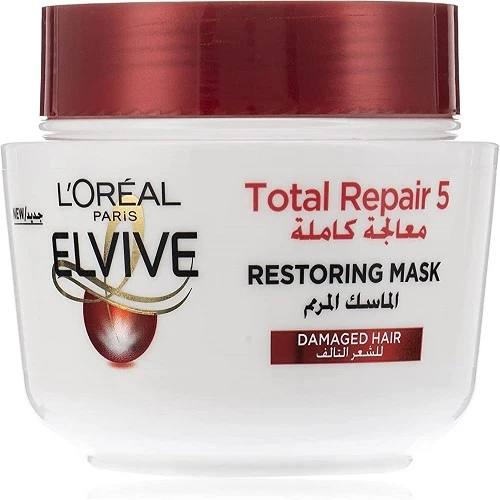 NEW/جديد
L'ORÉAL
PARIS
ELVIVE
Total Repair 5
معالجة كاملة
RESTORING MASK
الماسك المرمم
DAMAGED HAIR
للشعر التالف